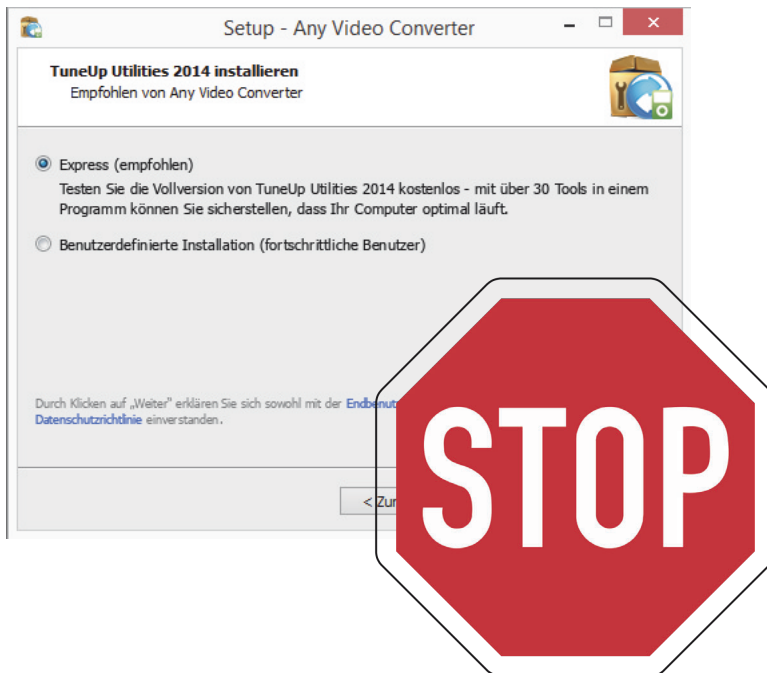 Setup - Any Video Converter
TuneUp Utilities 2014 installieren
Empfohlen von Any Video Converter
Express (empfohlen)
Testen Sie die Vollversion von TuneUp Utilities 2014 kostenlos - mit über 30 Tools in einem
Programm können Sie sicherstellen, dass Ihr Computer optimal läuft.
Benutzerdefinierte Installation (fortschrittliche Benutzer)
Durch Klicken auf „Weiter" erklären Sie sich sowohl mit der
Datenschutzrichtlinie einverstanden.
STOP